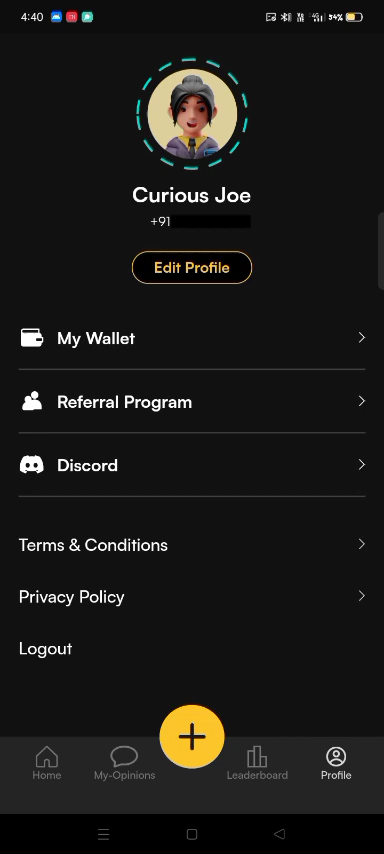 4:40 34%
Curious Joe
+91
Edit Profile
My Wallet
Referral Program
Discord
Terms & Conditions
Privacy Policy
Logout
Home My-Opinions Leaderboard Profile